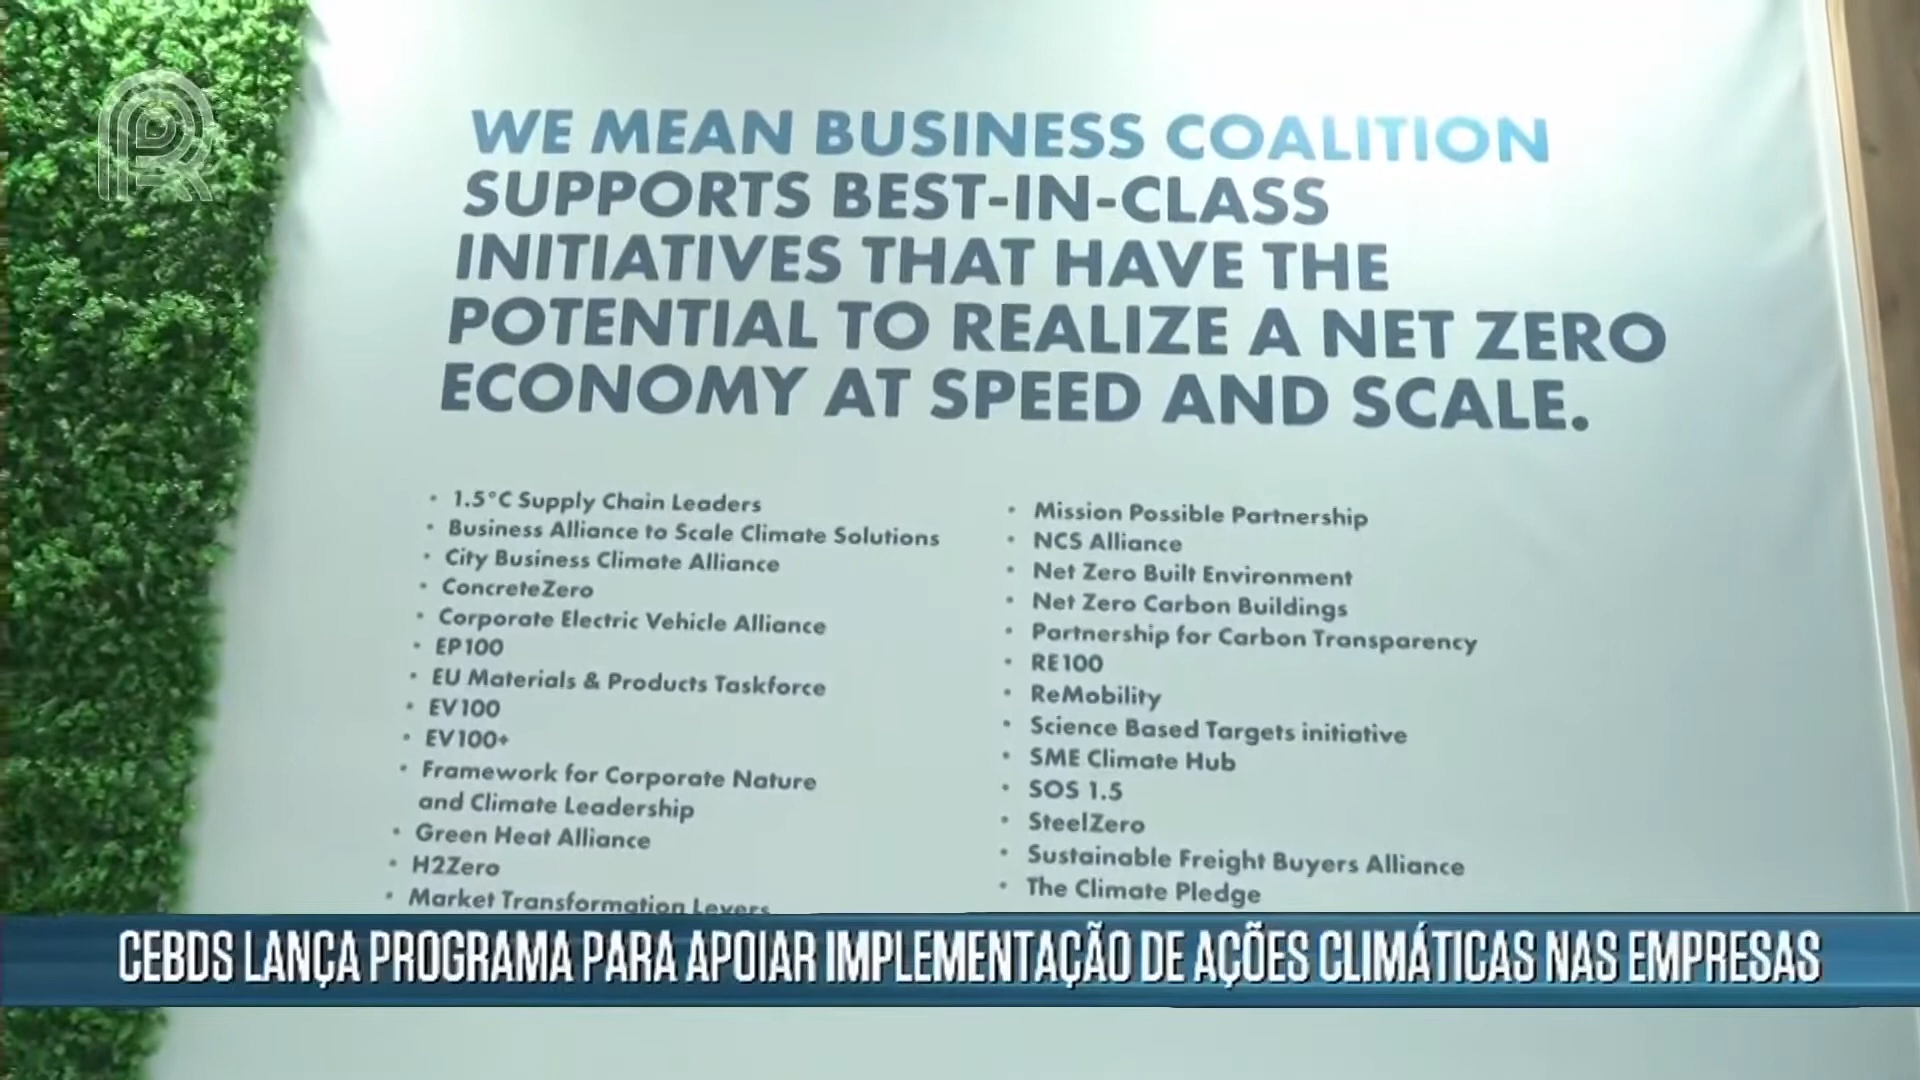 WE MEAN BUSINESS COALITION
SUPPORTS BEST-IN-CLASS
INITIATIVES THAT HAVE THE
POTENTIAL TO REALIZE A NET ZERO
ECONOMY AT SPEED AND SCALE.
• 1.5°C Supply Chain Leaders
• Business Alliance to Scale Climate Solutions
• City Business Climate Alliance
• ConcreteZero
• Corporate Electric Vehicle Alliance
• EP100
• EU Materials & Products Taskforce
• EV100
• EV100+
• Framework for Corporate Nature
and Climate Leadership
• Green Heat Alliance
• H2Zero
• Market Transformation Levers
• Mission Possible Partnership
• NCS Alliance
• Net Zero Built Environment
• Net Zero Carbon Buildings
• Partnership for Carbon Transparency
• RE100
• ReMobility
• Science Based Targets initiative
• SME Climate Hub
• SOS 1.5
• SteelZero
• Sustainable Freight Buyers Alliance
• The Climate Pledge
CEBDS LANÇA PROGRAMA PARA APOIAR IMPLEMENTAÇÃO DE AÇÕES CLIMÁTICAS NAS EMPRESAS